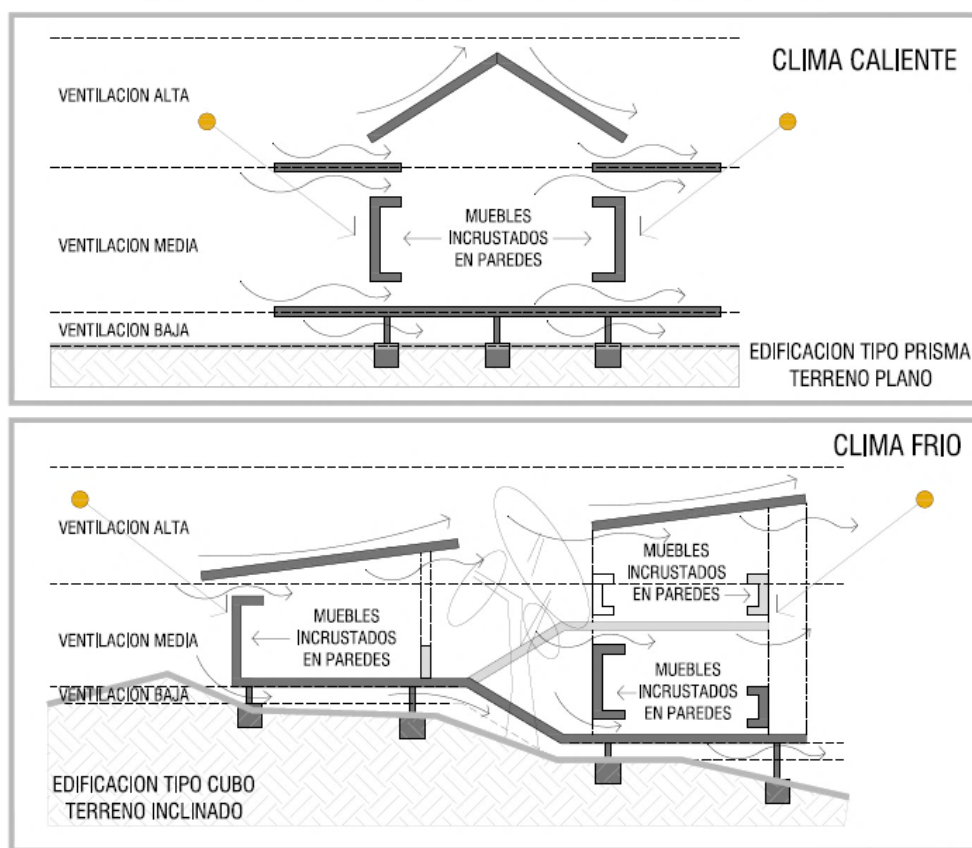 CLIMA CALIENTE
VENTILACION ALTA
VENTILACION MEDIA
MUEBLES
INCRUSTADOS
EN PAREDES
VENTILACION BAJA
EDIFICACION TIPO PRISMA
TERRENO PLANO
CLIMA FRIO
VENTILACION ALTA
MUEBLES
INCRUSTADOS
EN PAREDES
VENTILACION MEDIA
MUEBLES
INCRUSTADOS
EN PAREDES
MUEBLES
INCRUSTADOS
EN PAREDES
VENTILACION BAJA
EDIFICACION TIPO CUBO
TERRENO INCLINADO